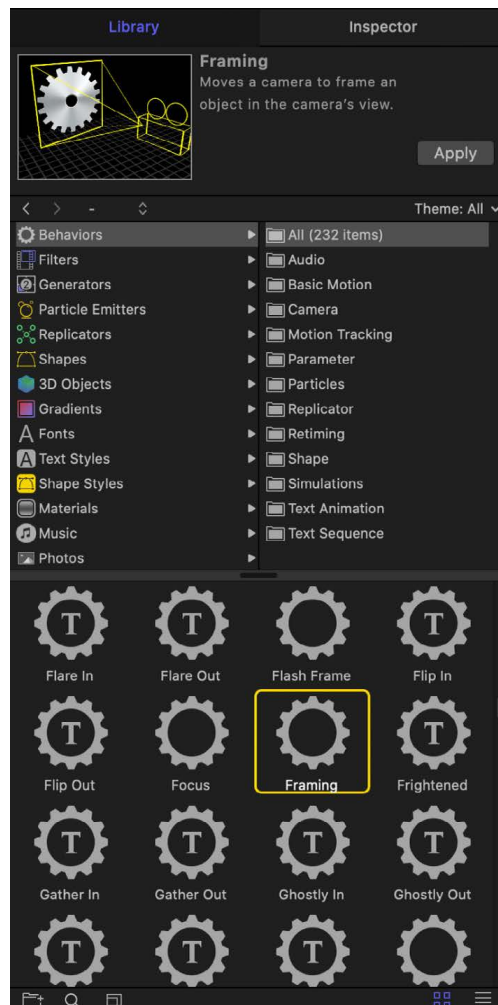 Library Inspector
Framing
Moves a camera to frame an
object in the camera's view.
Apply
Theme: All
Behaviors All (232 items)
Filters Audio
Generators Basic Motion
Particle Emitters Camera
Replicators Motion Tracking
Shapes Parameter
3D Objects Particles
Gradients Replicator
Fonts Retiming
Text Styles Shape
Shape Styles Simulations
Materials Text Animation
Music Text Sequence
Photos
T T T
Flare In Flare Out Flash Frame Flip In
T T
Flip Out Focus Framing Frightened
T T T T
Gather In Gather Out Ghostly In Ghostly Out
T T T